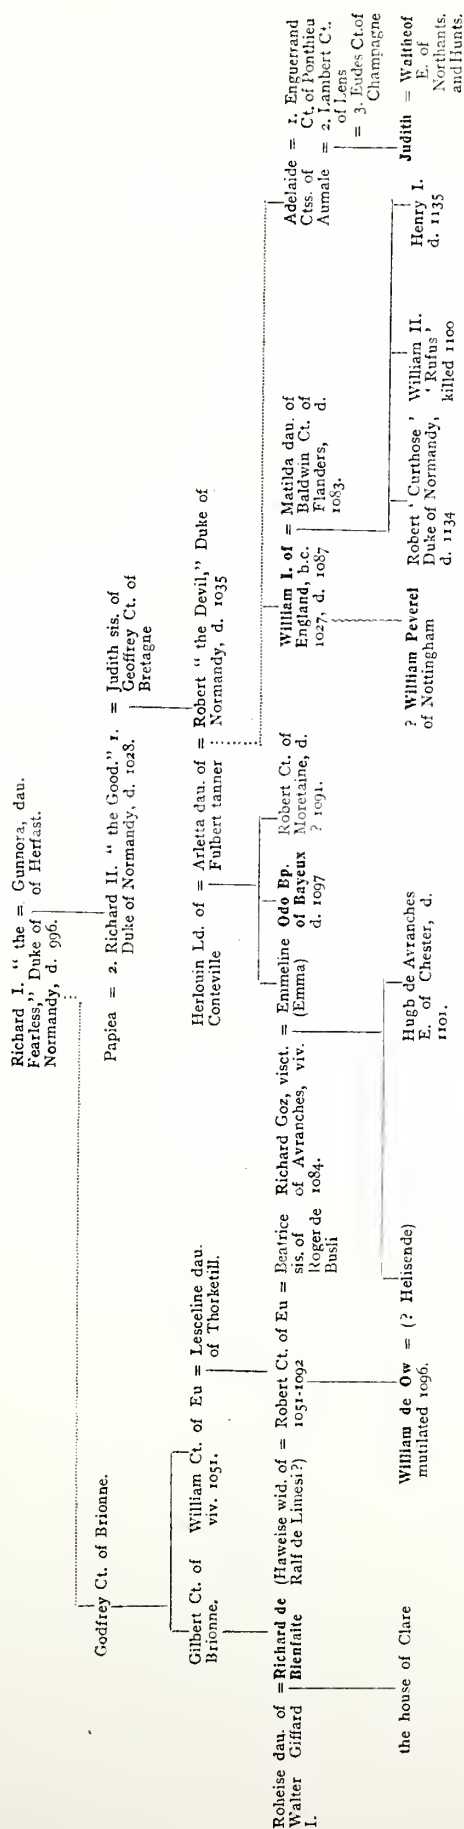 Richard I. “ the = Gunnora, dau.
Fearless,” Duke of of Herfast.
Normandy, d. 996.
Godfrey Ct. of Brionne.
Papiea = 2. Richard II. “ the Good.” 1. = Judith sis. of
Duke of Normandy, d. 1028. Geoffrey Ct. of
Bretagne
Gilbert Ct. of William Ct. of Eu = Lesceline dau.
Brionne. viv. 1051. of Thorketill.
Herlouin Ld. of = Arletta dau. of = Robert “ the Devil,” Duke of
Conteville Fulbert tanner Normandy, d. 1035
Roheise dau. of = Richard de
Walter Giffard Bienfaite
I.
(Haweise wid. of = Robert Ct. of Eu = Beatrice
Ralf de Limesi?) 1051-1092 sis. of
Roger de
Busli
Richard Goz, visct. = Emmeline
of Avranches, viv. (Emma)
1084.
Odo Bp.
of Bayeux
d. 1097
Robert Ct. of
Moretaine, d.
? 1091.
William I. of = Matilda dau. of
England, b.c. Baldwin Ct. of
1027, d. 1087 Flanders, d.
1083.
Adelaide = 1. Enguerrand
Ctss. of Ct. of Ponthieu
Aumale = 2. Lambert Ct.
of Lens
= 3. Eudes Ct. of
Champagne
the house of Clare
William de Ow = (? Helisende)
mutilated 1096.
Hugh de Avranches
E. of Chester, d.
1101.
? William Peverel
of Nottingham
Robert ‘ Curthose ’
Duke of Normandy,
d. 1134
William II.
‘ Rufus ’
killed 1100
Henry I.
d. 1135
Judith = Waltheof
E. of
Northants.
and Hunts.